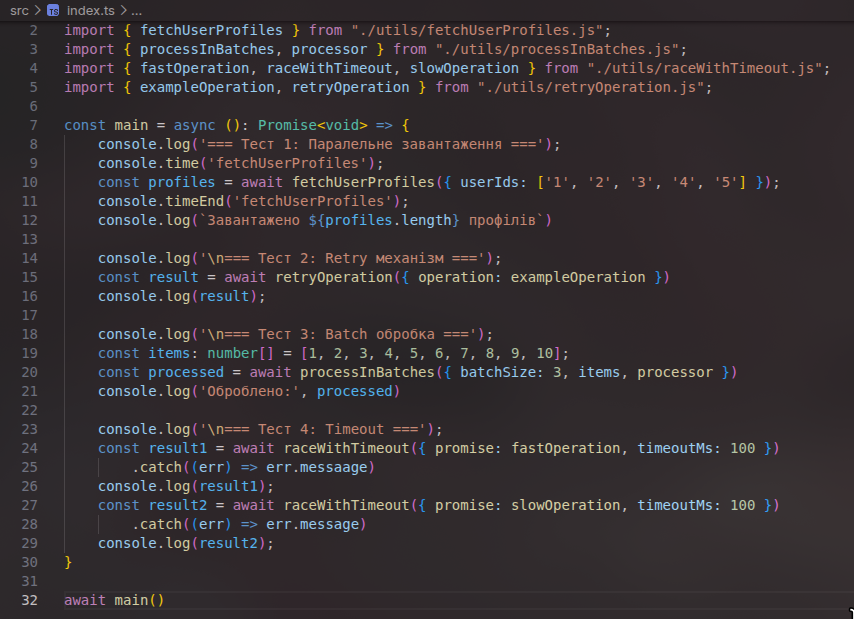 src > TS index.ts > ...
2 import { fetchUserProfiles } from "./utils/fetchUserProfiles.js";
3 import { processInBatches, processor } from "./utils/processInBatches.js";
4 import { fastOperation, raceWithTimeout, slowOperation } from "./utils/raceWithTimeout.js";
5 import { exampleOperation, retryOperation } from "./utils/retryOperation.js";
6
7 const main = async (): Promise<void> => {
8     console.log('=== Тест 1: Паралельне завантаження ===');
9     console.time('fetchUserProfiles');
10     const profiles = await fetchUserProfiles({ userIds: ['1', '2', '3', '4', '5'] });
11     console.timeEnd('fetchUserProfiles');
12     console.log(`Завантажено ${profiles.length} профілів`)
13
14     console.log('\n=== Тест 2: Retry механізм ===');
15     const result = await retryOperation({ operation: exampleOperation })
16     console.log(result);
17
18     console.log('\n=== Тест 3: Batch обробка ===');
19     const items: number[] = [1, 2, 3, 4, 5, 6, 7, 8, 9, 10];
20     const processed = await processInBatches({ batchSize: 3, items, processor })
21     console.log('Оброблено:', processed)
22
23     console.log('\n=== Тест 4: Timeout ===');
24     const result1 = await raceWithTimeout({ promise: fastOperation, timeoutMs: 100 })
25         .catch((err) => err.messaage)
26     console.log(result1);
27     const result2 = await raceWithTimeout({ promise: slowOperation, timeoutMs: 100 })
28         .catch((err) => err.message)
29     console.log(result2);
30 }
31
32 await main()